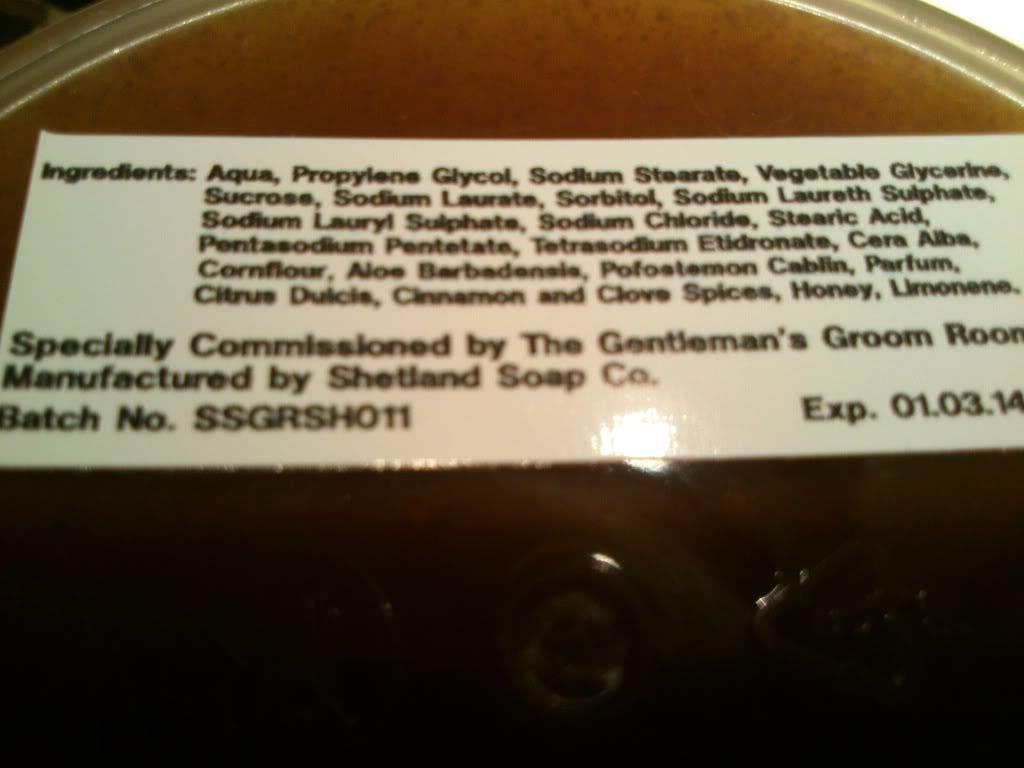 Ingredients: Aqua, Propylene Glycol, Sodium Stearate, Vegetable Glycerine,
Sucrose, Sodium Laurate, Sorbitol, Sodium Laureth Sulphate,
Sodium Lauryl Sulphate, Sodium Chloride, Stearic Acid,
Pentasodium Pentetate, Tetrasodium Etidronate, Cera Alba,
Cornflour, Aloe Barbadensis, Pofostemon Cablin, Parfum,
Citrus Dulcis, Cinnamon and Clove Spices, Honey, Limonene.
Specially Commissioned by The Gentleman's Groom Room
Manufactured by Shetland Soap Co.
Batch No. SSGRSH011
Exp. 01.03.14